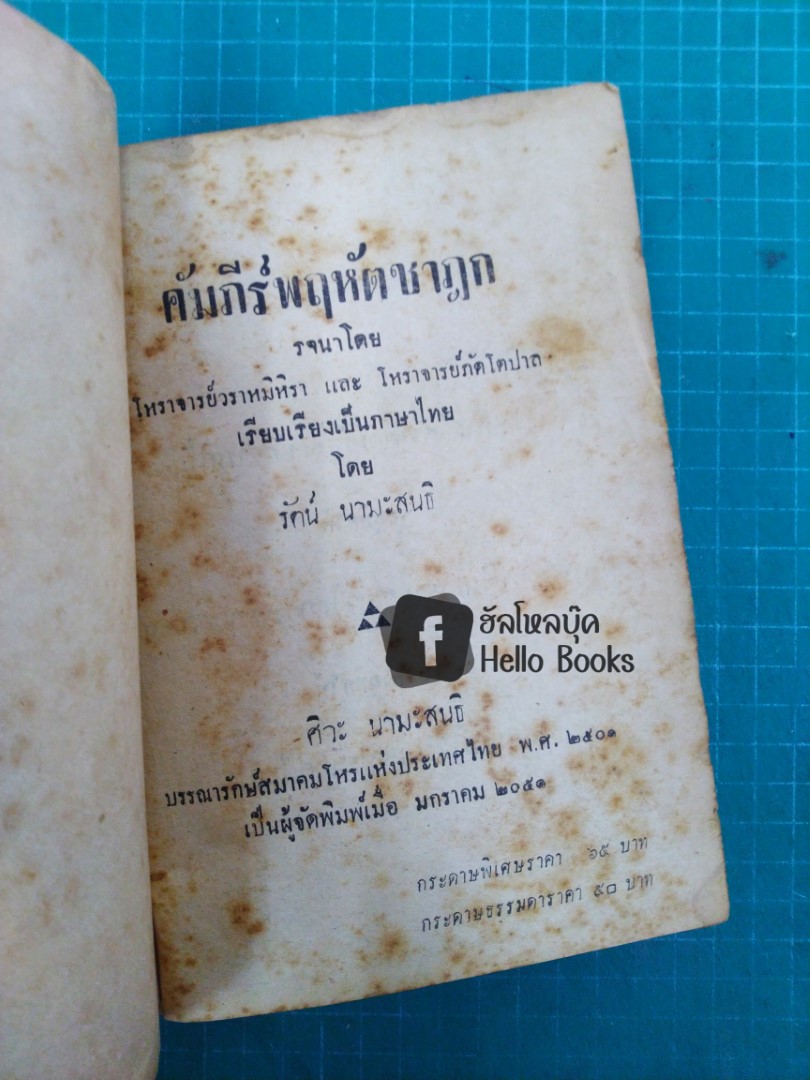 คัมภีร์พฤหัตชาฎก
รจนาโดย
โหราจารย์วราหมิหิรา และ โหราจารย์ภัตโตปาล
เรียบเรียงเป็นภาษาไทย
โดย
รัตน์ นามะสนธิ
f ฮัลโหลบุ๊ค
Hello Books
ศิวะ นามะสนธิ
บรรณารักษ์สมาคมโหรแห่งประเทศไทย พ.ศ. ๒๕๐๑
เป็นผู้จัดพิมพ์เมื่อ มกราคม
กระดาษพิเศษราคา ๖๕ บาท
กระดาษธรรมดาราคา บาท